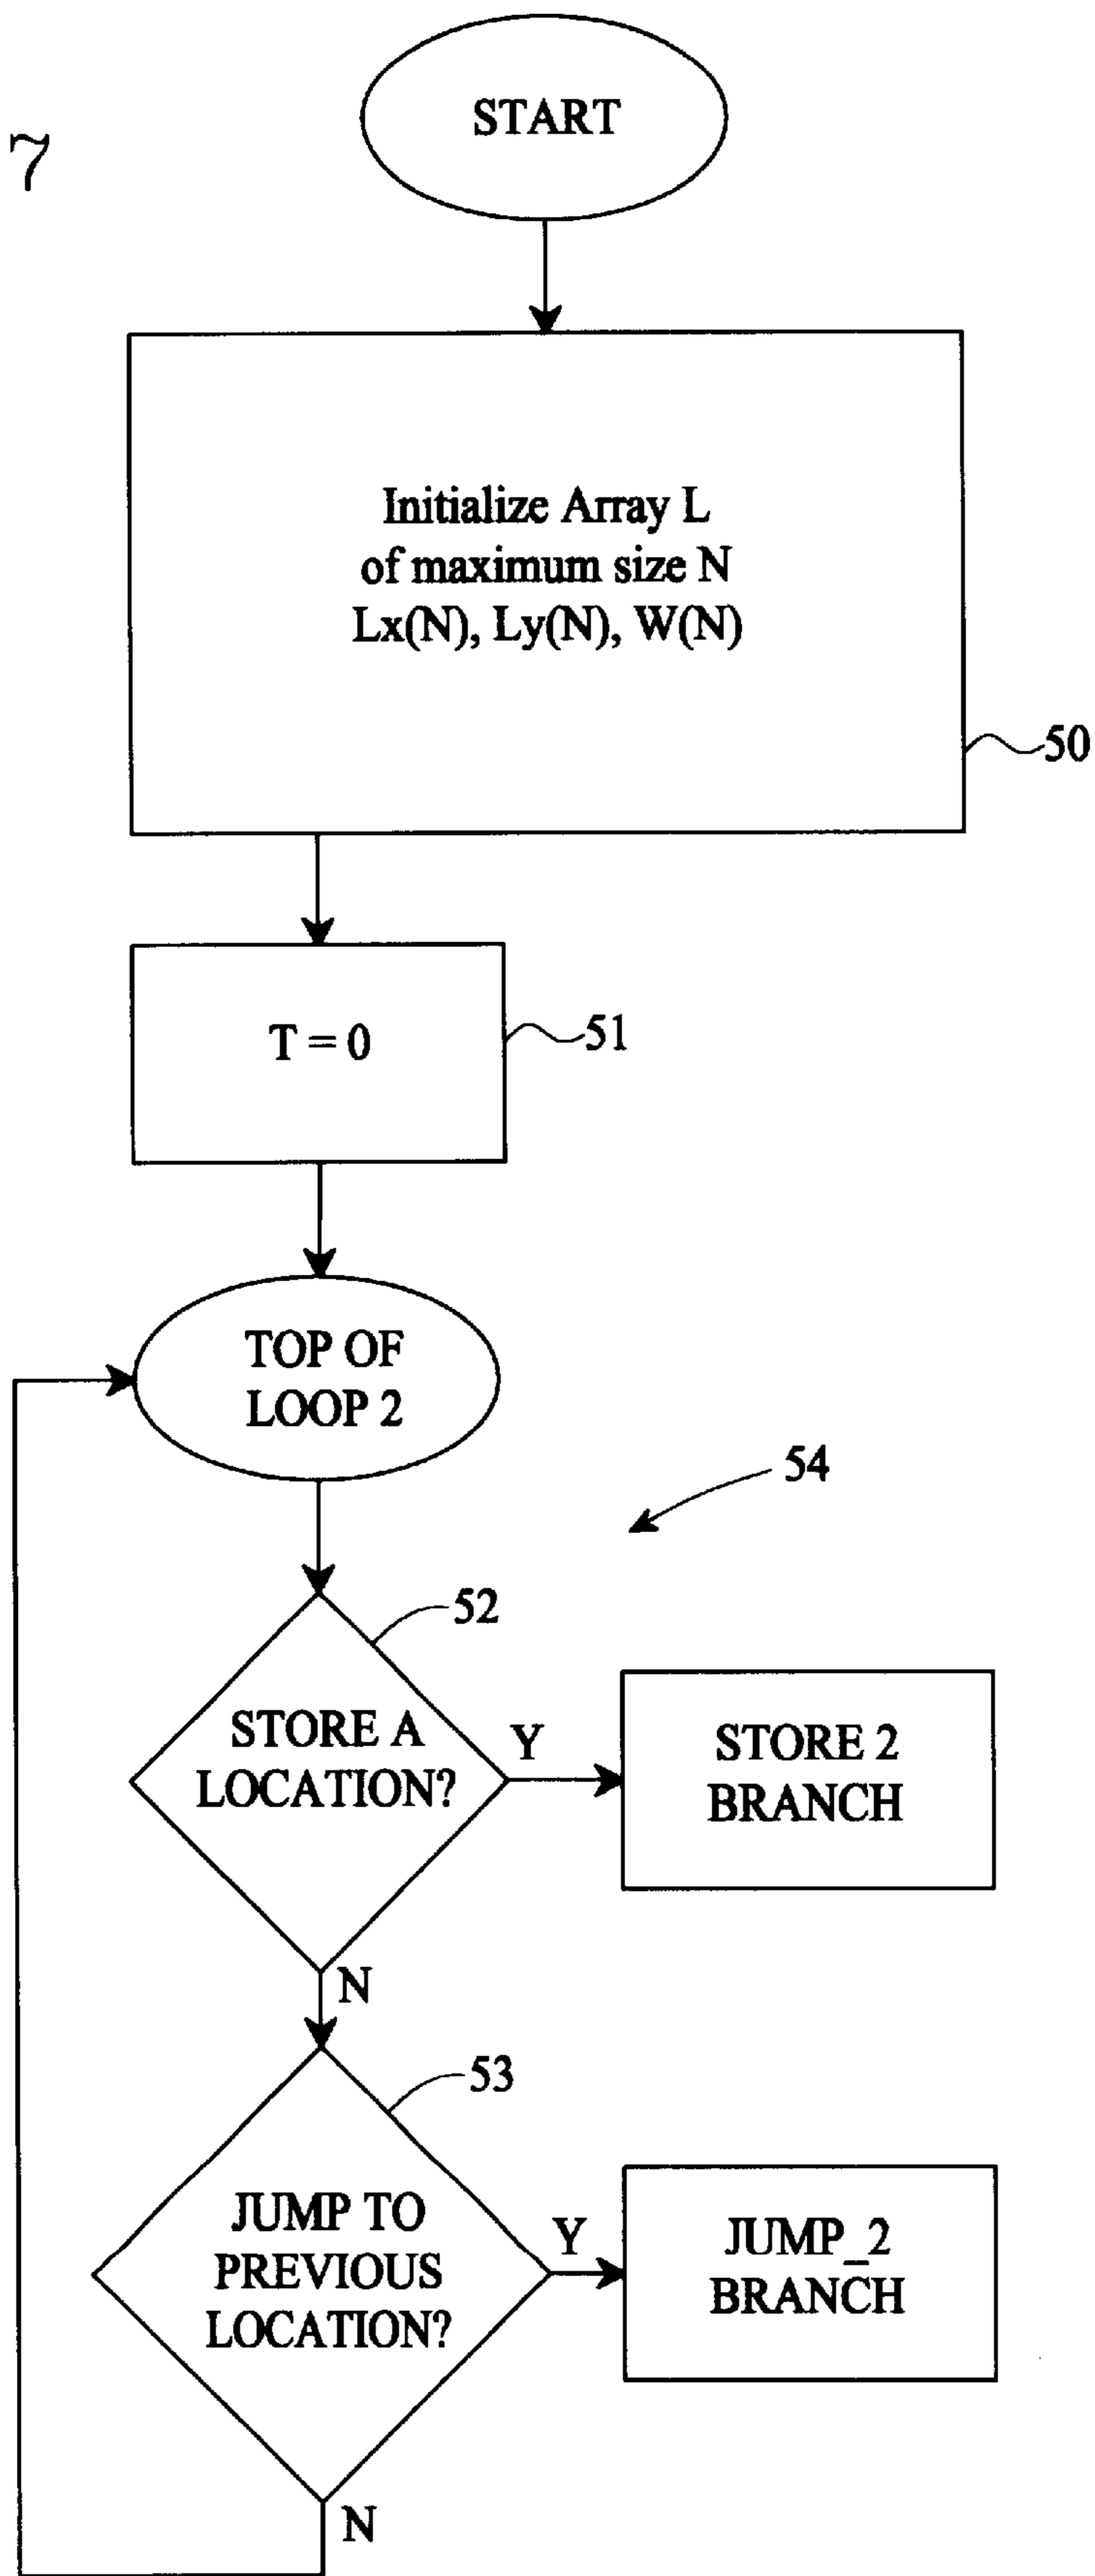 7
START
Initialize Array L
of maximum size N
Lx(N), Ly(N), W(N)
50
T = 0
51
TOP OF
LOOP 2
54
52
STORE A
LOCATION?
Y
STORE 2
BRANCH
N
53
JUMP TO
PREVIOUS
LOCATION?
Y
JUMP_2
BRANCH
N